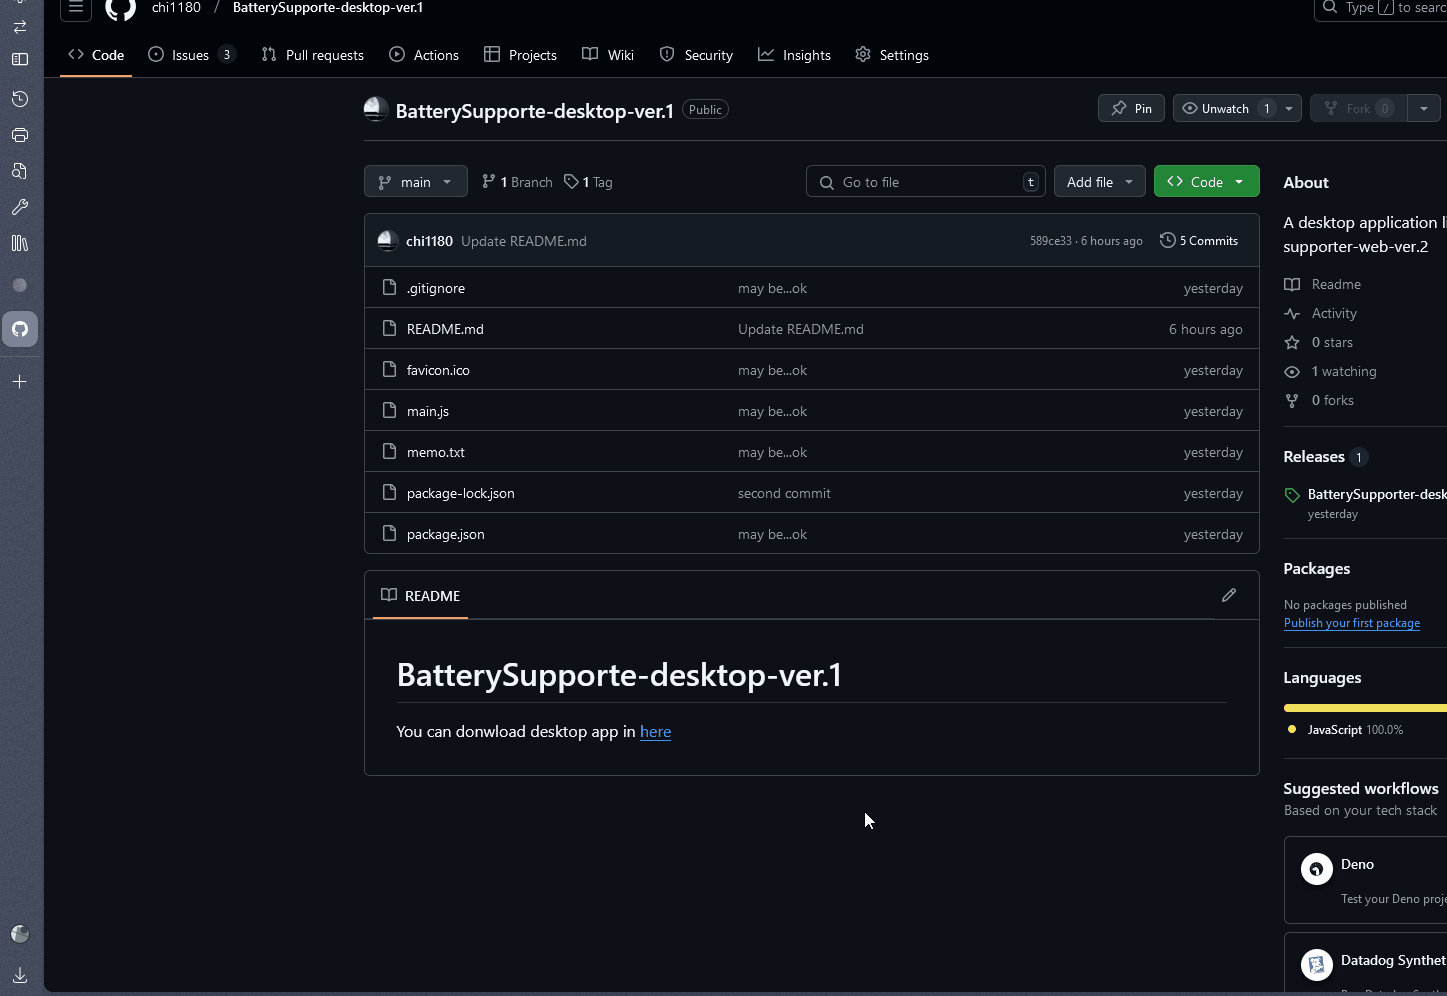 chi1180 / BatterySupporte-desktop-ver.1
Type / to searc
Code Issues 3 Pull requests Actions Projects Wiki Security Insights Settings
BatterySupporte-desktop-ver.1 Public
Pin Unwatch 1 Fork 0
main 1 Branch 1 Tag
Go to file t Add file Code
chi1180 Update README.md 589ce33 · 6 hours ago 5 Commits
.gitignore may be...ok yesterday
README.md Update README.md 6 hours ago
favicon.ico may be...ok yesterday
main.js may be...ok yesterday
memo.txt may be...ok yesterday
package-lock.json second commit yesterday
package.json may be...ok yesterday
README
BatterySupporte-desktop-ver.1
You can donwload desktop app in here
About
A desktop application li
supporter-web-ver.2
Readme
Activity
0 stars
1 watching
0 forks
Releases 1
BatterySupporter-desk
yesterday
Packages
No packages published
Publish your first package
Languages
JavaScript 100.0%
Suggested workflows
Based on your tech stack
Deno
Test your Deno proje
Datadog Synthet